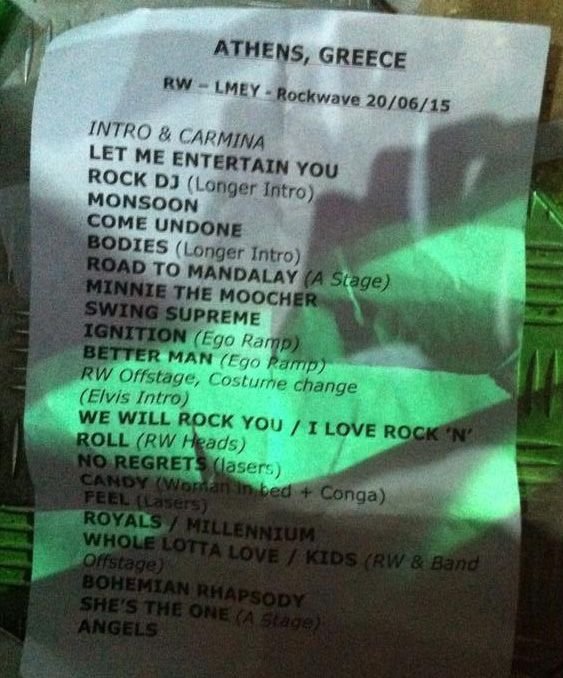 ATHENS, GREECE
RW – LMEY - Rockwave 20/06/15
INTRO & CARMINA
LET ME ENTERTAIN YOU
ROCK DJ (Longer Intro)
MONSOON
COME UNDONE
BODIES (Longer Intro)
ROAD TO MANDALAY (A Stage)
MINNIE THE MOOCHER
SWING SUPREME
IGNITION (Ego Ramp)
BETTER MAN (Ego Ramp)
RW Offstage, Costume change
(Elvis Intro)
WE WILL ROCK YOU / I LOVE ROCK 'N'
ROLL (RW Heads)
NO REGRETS (lasers)
CANDY (Woman in bed + Conga)
FEEL (Lasers)
ROYALS / MILLENNIUM
WHOLE LOTTA LOVE / KIDS (RW & Band
Offstage)
BOHEMIAN RHAPSODY
SHE'S THE ONE (A Stage)
ANGELS